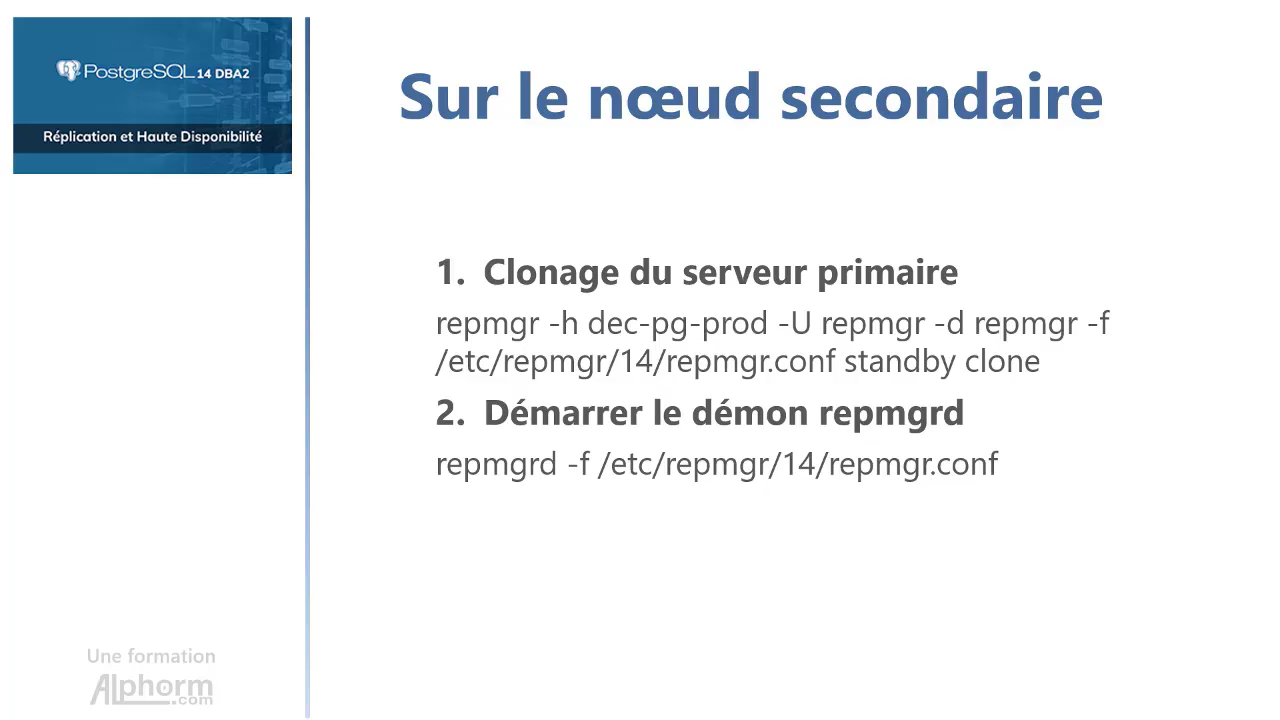 PostgreSQL 14 DBA2
Réplication et Haute Disponibilité
Sur le nœud secondaire
1. Clonage du serveur primaire
repmgr -h dec-pg-prod -U repmgr -d repmgr -f
/etc/repmgr/14/repmgr.conf standby clone
2. Démarrer le démon repmgrd
repmgrd -f /etc/repmgr/14/repmgr.conf
Une formation
Alphorm
.com